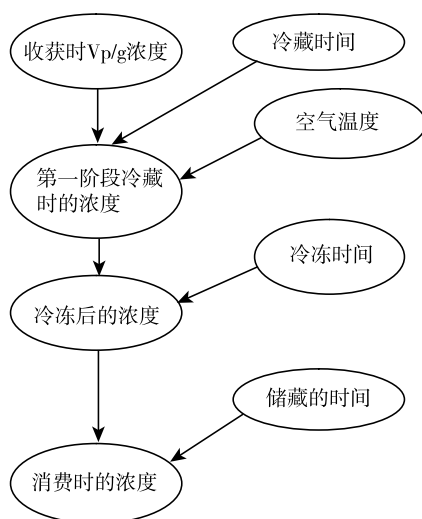 收获时Vp/g浓度
冷藏时间
空气温度
第一阶段冷藏
时的浓度
冷冻时间
冷冻后的浓度
储藏的时间
消费时的浓度